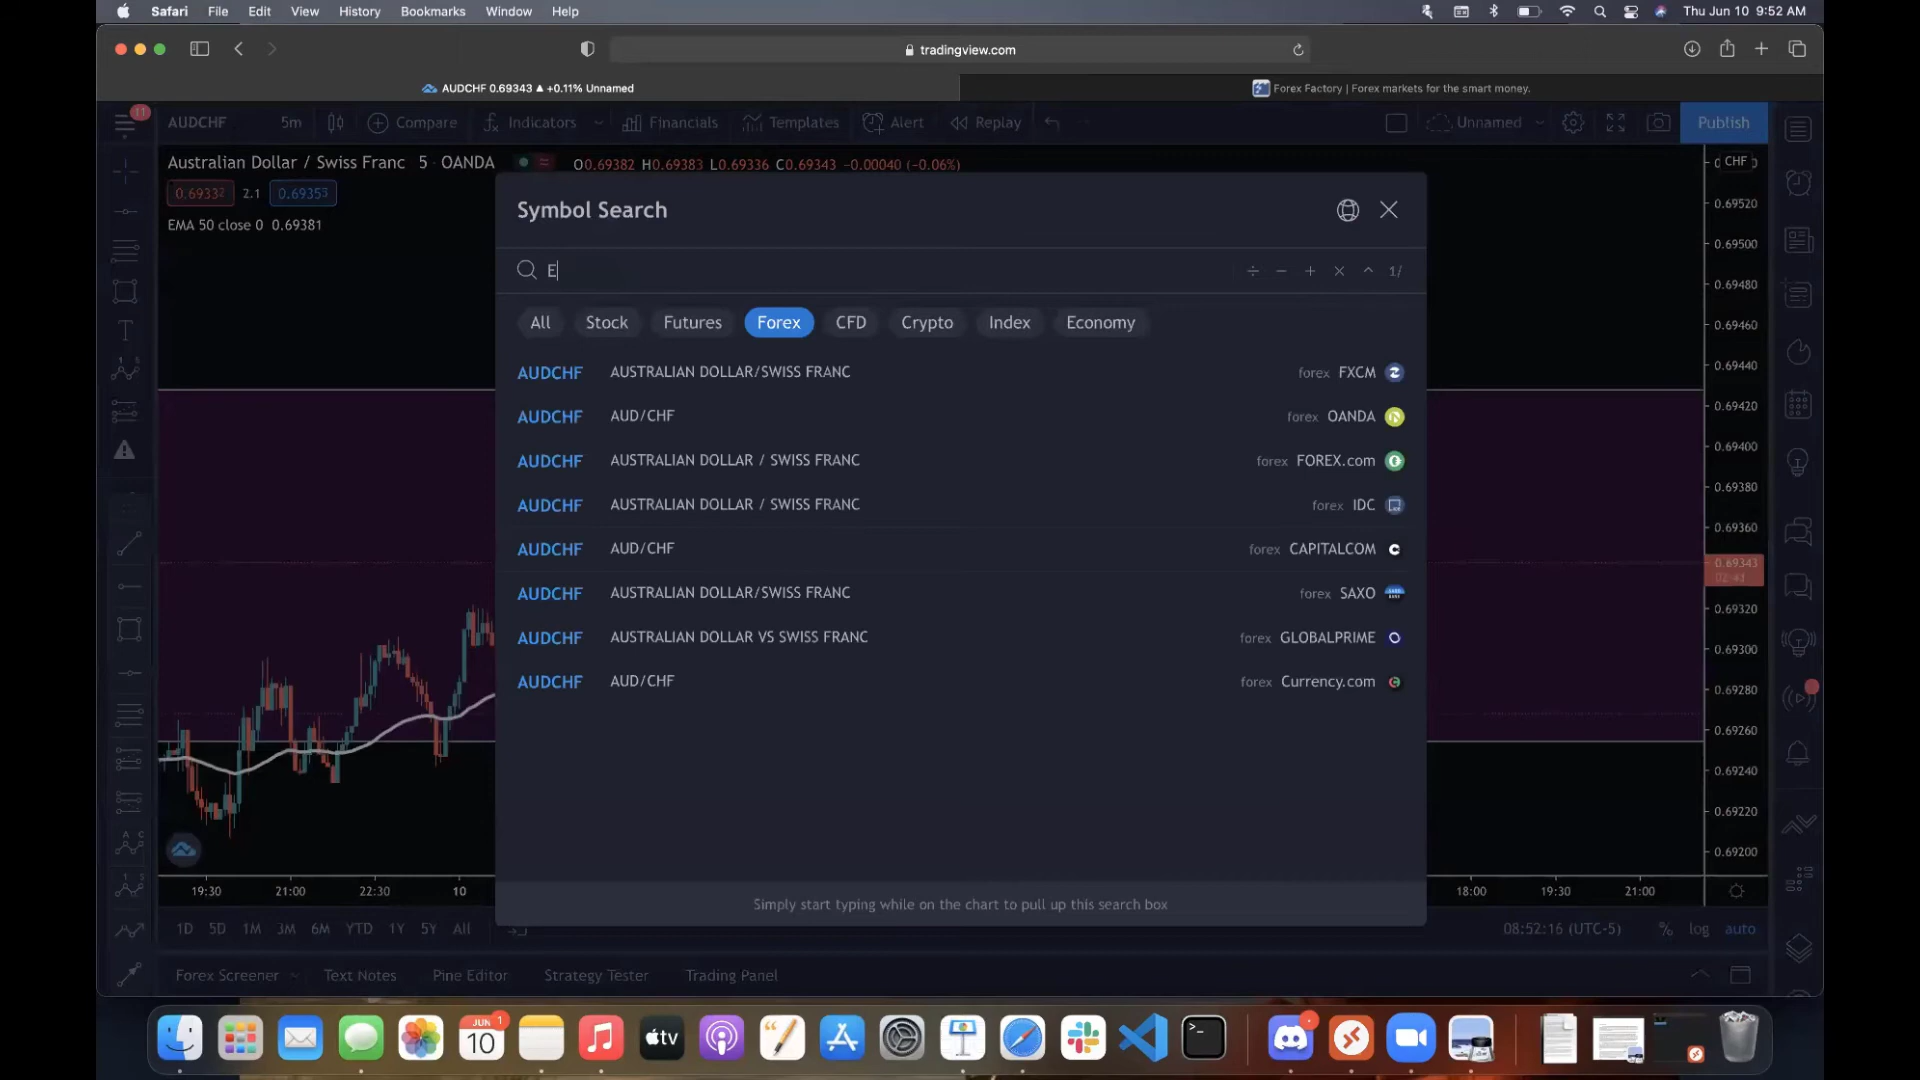 Safari File Edit View History Bookmarks Window Help Thu Jun 10 9:52 AM
tradingview.com
AUDCHF 0.69343 ▲ +0.11% Unnamed
Forex Factory | Forex markets for the smart money.
11
AUDCHF 5m Compare Indicators Financials Templates Alert Replay Unnamed Publish
Australian Dollar / Swiss Franc 5 · OANDA O0.69382 H0.69383 L0.69336 C0.69343 −0.00040 (−0.06%)
CHF
0.69332 2.1 0.69353
EMA 50 close 0 0.69381
Symbol Search
E
÷ − + × ^ 1/
All Stock Futures Forex CFD Crypto Index Economy
AUDCHF AUSTRALIAN DOLLAR/SWISS FRANC forex FXCM
AUDCHF AUD/CHF forex OANDA
AUDCHF AUSTRALIAN DOLLAR / SWISS FRANC forex FOREX.com
AUDCHF AUSTRALIAN DOLLAR / SWISS FRANC forex IDC
AUDCHF AUD/CHF forex CAPITALCOM
AUDCHF AUSTRALIAN DOLLAR/SWISS FRANC forex SAXO
AUDCHF AUSTRALIAN DOLLAR VS SWISS FRANC forex GLOBALPRIME
AUDCHF AUD/CHF forex Currency.com
Simply start typing while on the chart to pull up this search box
0.69520
0.69500
0.69480
0.69460
0.69440
0.69420
0.69400
0.69380
0.69360
0.69343
0.69320
0.69300
0.69280
0.69260
0.69240
0.69220
0.69200
19:30 21:00 22:30 10 18:00 19:30 21:00
1D 5D 1M 3M 6M YTD 1Y 5Y All 08:52:16 (UTC-5) % log auto
Forex Screener Text Notes Pine Editor Strategy Tester Trading Panel
JUN 1
10
tv